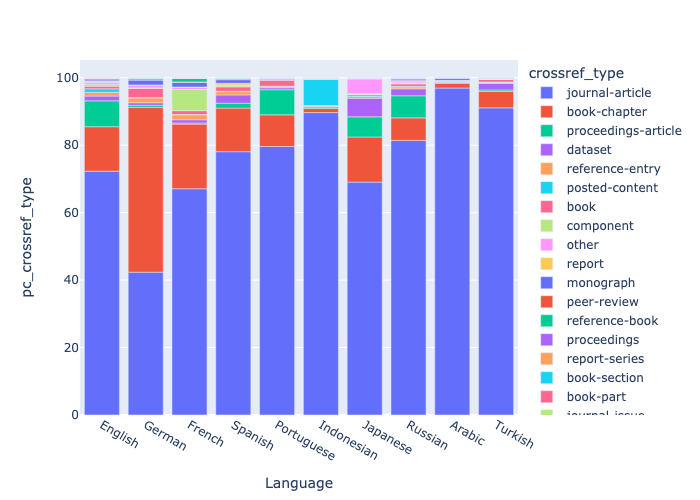 crossref_type
journal-article
book-chapter
proceedings-article
dataset
reference-entry
posted-content
book
component
other
report
monograph
peer-review
reference-book
proceedings
report-series
book-section
book-part
journal-issue
pc_crossref_type
100
80
60
40
20
0
English
German
French
Spanish
Portuguese
Indonesian
Japanese
Russian
Arabic
Turkish
Language